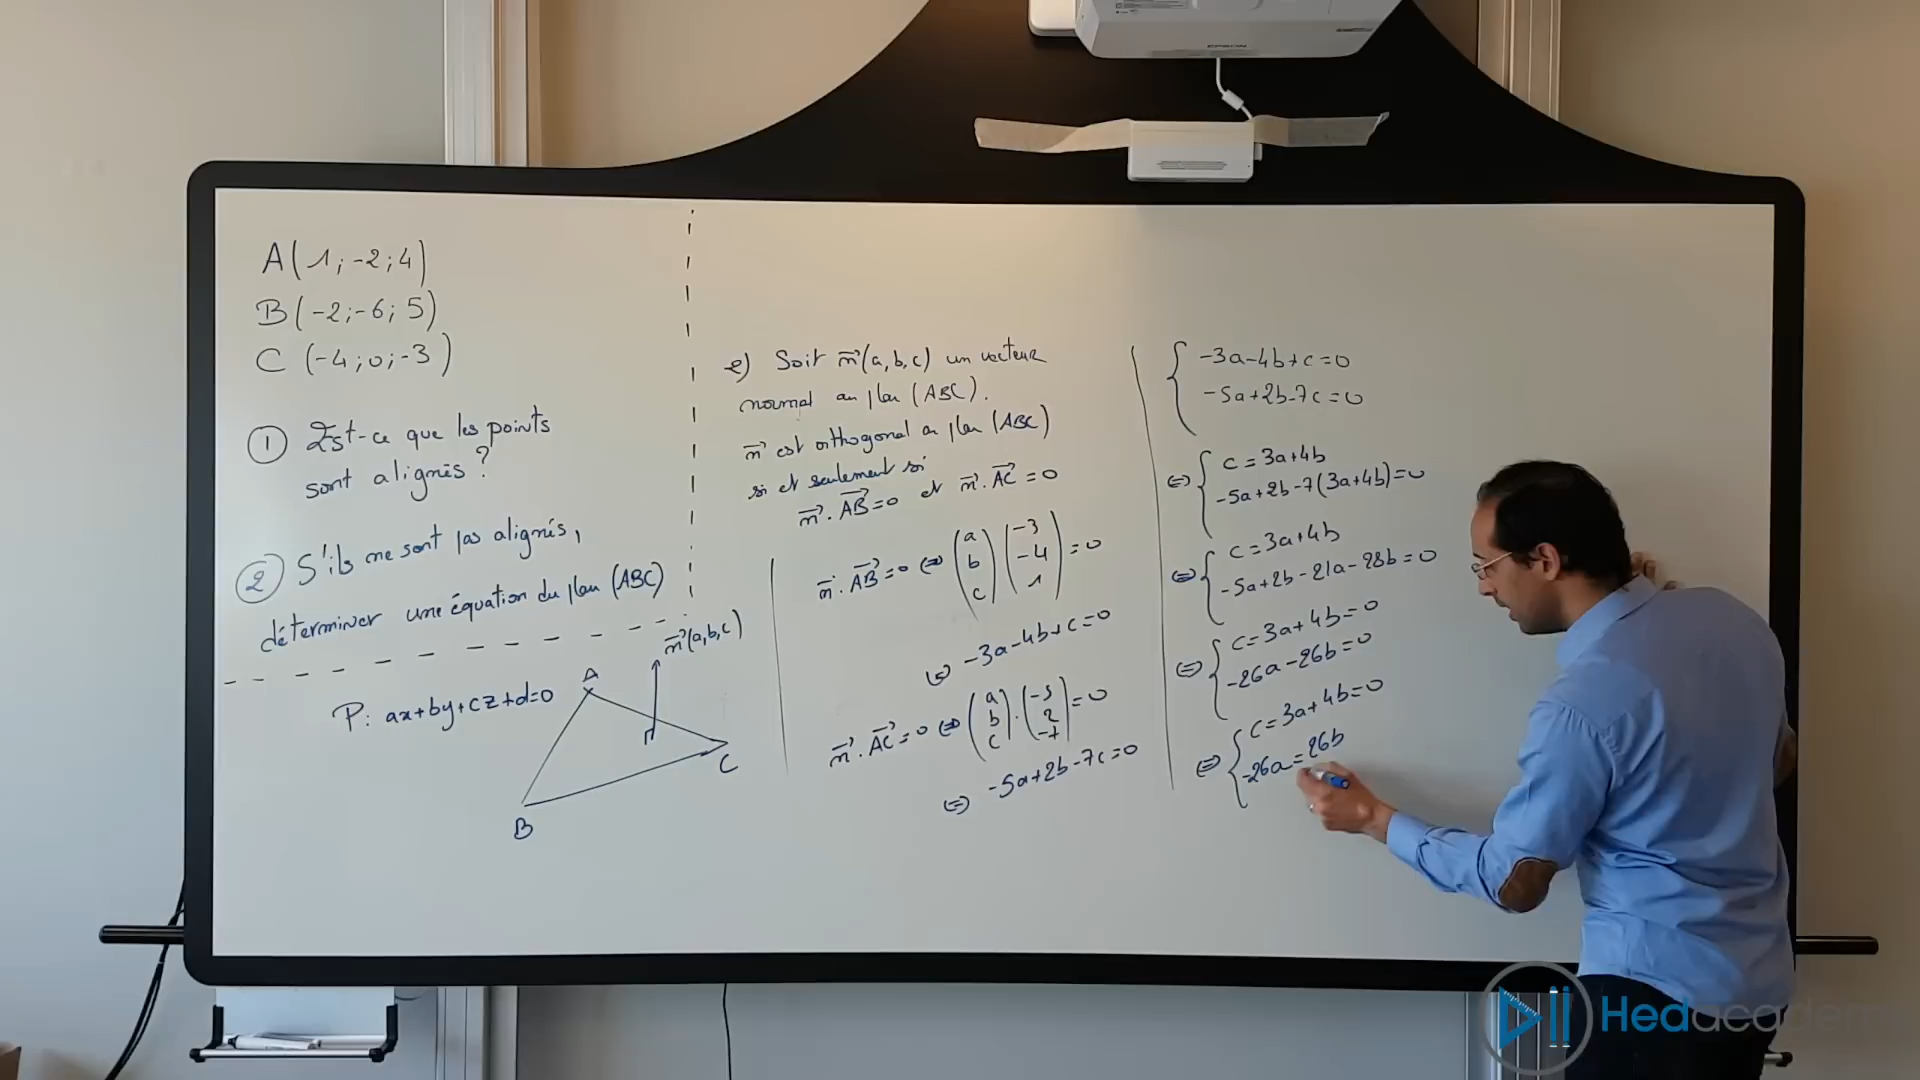 EPSON
A(1;-2;4)
B(-2;-6;5)
C(-4;0;-3)
① Est-ce que les points
sont alignés?
② S'ils ne sont pas alignés,
déterminer une équation du plan (ABC)
P: ax+by+cz+d=0
n⃗(a,b,c)
A
B
C
2) Soit n⃗(a,b,c) un vecteur
normal au plan (ABC).
n⃗ est orthogonal au plan (ABC)
si et seulement si
n⃗.AB⃗=0 et n⃗.AC⃗=0
n⃗.AB⃗=0 ⇔ (a b c)(-3 -4 1)=0
⇔ -3a-4b+c=0
n⃗.AC⃗=0 ⇔ (a b c).(-5 2 -7)=0
⇔ -5a+2b-7c=0
{ -3a-4b+c=0
-5a+2b-7c=0
⇔ { c=3a+4b
-5a+2b-7(3a+4b)=0
⇔ { c=3a+4b
-5a+2b-21a-28b=0
⇔ { c=3a+4b=0
-26a-26b=0
⇔ { c=3a+4b=0
-26a=26b
Hedacadem